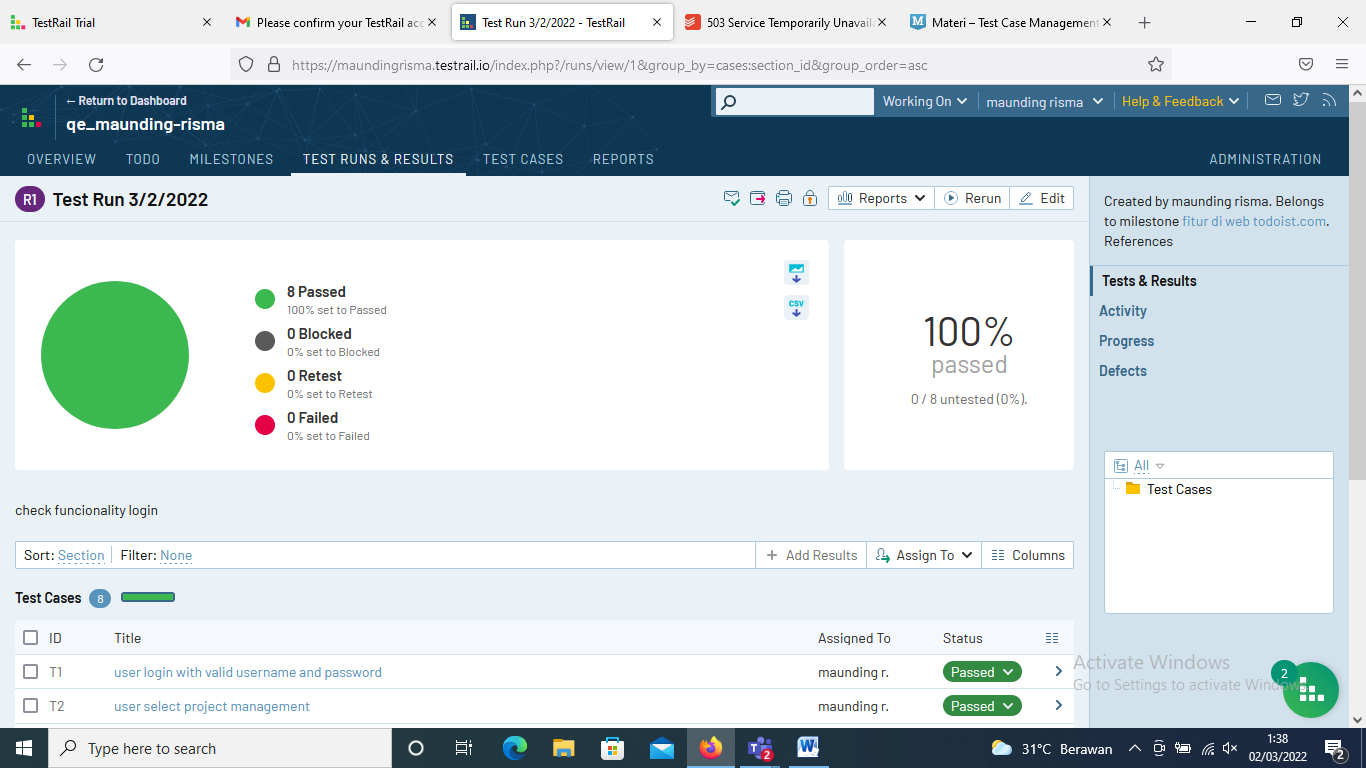 TestRail Trial
Please confirm your TestRail acc
Test Run 3/2/2022 - TestRail
503 Service Temporarily Unavail
Materi – Test Case Management
https://maundingrisma.testrail.io/index.php?/runs/view/1&group_by=cases:section_id&group_order=asc
← Return to Dashboard
qe_maunding-risma
Working On
maunding risma
Help & Feedback
OVERVIEW
TODO
MILESTONES
TEST RUNS & RESULTS
TEST CASES
REPORTS
ADMINISTRATION
R1
Test Run 3/2/2022
Reports
Rerun
Edit
Created by maunding risma. Belongs
to milestone fitur di web todoist.com.
References
8 Passed
100% set to Passed
0 Blocked
0% set to Blocked
0 Retest
0% set to Retest
0 Failed
0% set to Failed
CSV
100%
passed
0 / 8 untested (0%).
Tests & Results
Activity
Progress
Defects
All
Test Cases
check funcionality login
Sort: Section
Filter: None
+ Add Results
Assign To
Columns
Test Cases 8
ID Title Assigned To Status
T1 user login with valid username and password maunding r. Passed
T2 user select project management maunding r. Passed
Activate Windows
Go to Settings to activate Windows
2
Type here to search
2
31°C Berawan
1:38
02/03/2022
2